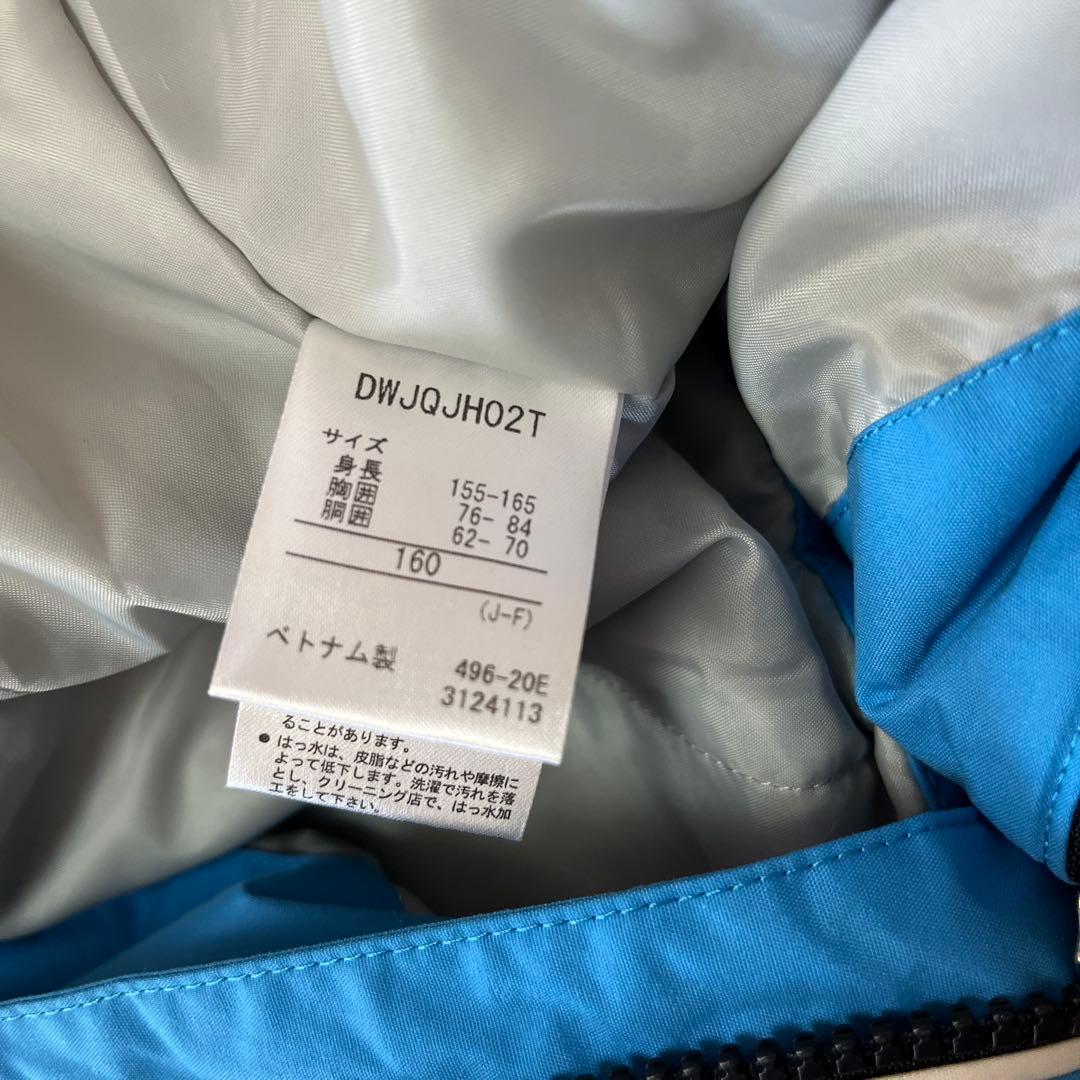 DWJQJH02T
サイズ
身長 155-165
胸囲 76- 84
胴囲 62- 70
160
(J-F)
ベトナム製 496-20E
3124113
ることがあります。
● はっ水は、皮脂などの汚れや摩擦に
よって低下します。洗濯で汚れを落
とし、クリーニング店で、はっ水加
工をして下さい。